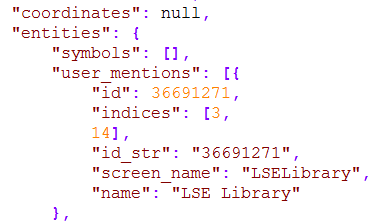 "coordinates": null,
"entities": {
"symbols": [],
"user_mentions": [{
"id": 36691271,
"indices": [3,
14],
"id_str": "36691271",
"screen_name": "LSELibrary",
"name": "LSE Library"
},